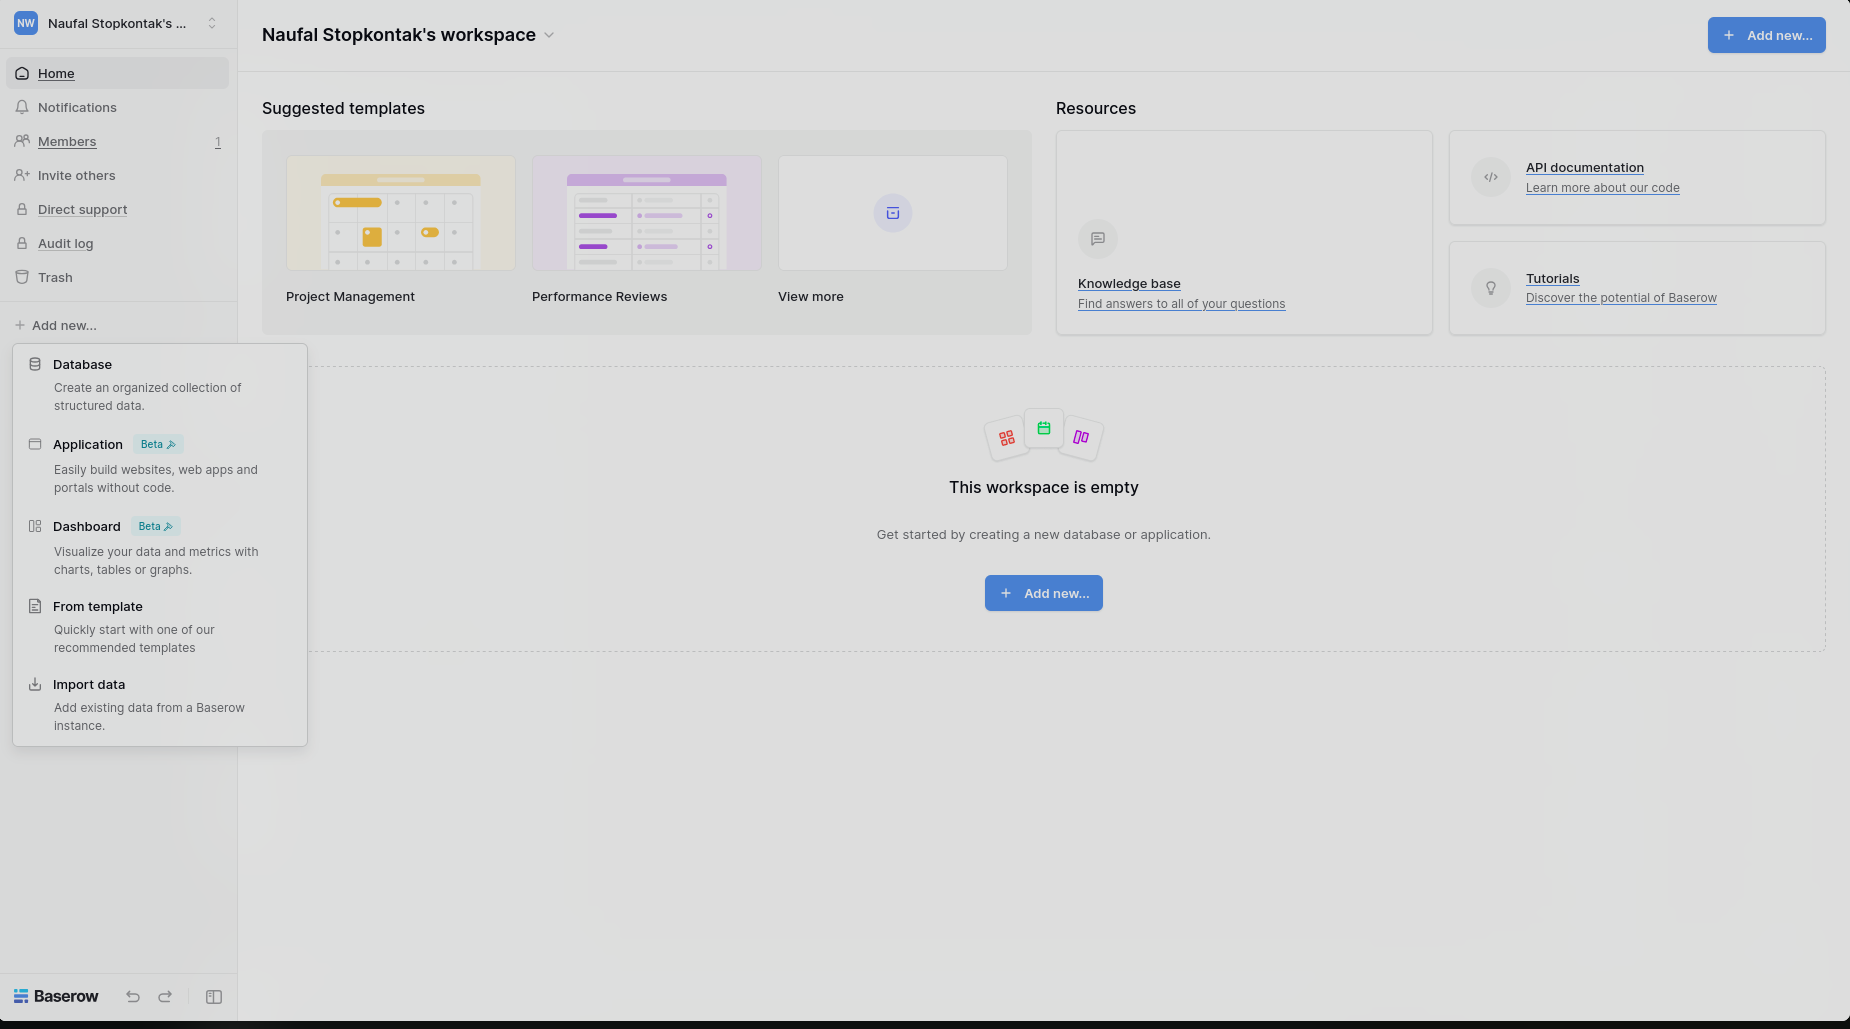 NW
Naufal Stopkontak's ...
Home
Notifications
Members 1
Invite others
Direct support
Audit log
Trash
Add new...
Database
Create an organized collection of
structured data.
Application Beta
Easily build websites, web apps and
portals without code.
Dashboard Beta
Visualize your data and metrics with
charts, tables or graphs.
From template
Quickly start with one of our
recommended templates
Import data
Add existing data from a Baserow
instance.
Baserow
Naufal Stopkontak's workspace
Add new...
Suggested templates
Project Management
Performance Reviews
View more
Resources
Knowledge base
Find answers to all of your questions
API documentation
Learn more about our code
Tutorials
Discover the potential of Baserow
This workspace is empty
Get started by creating a new database or application.
Add new...